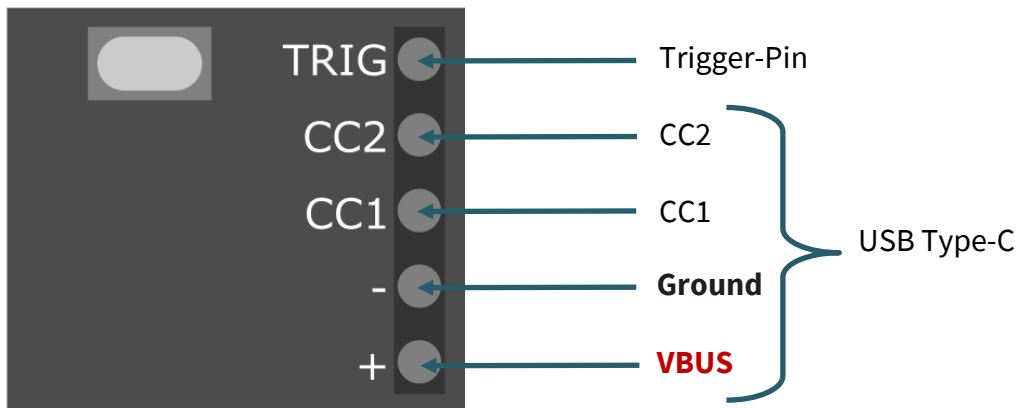 TRIG Trigger-Pin
CC2 CC2
CC1 CC1
USB Type-C
- Ground
+ VBUS